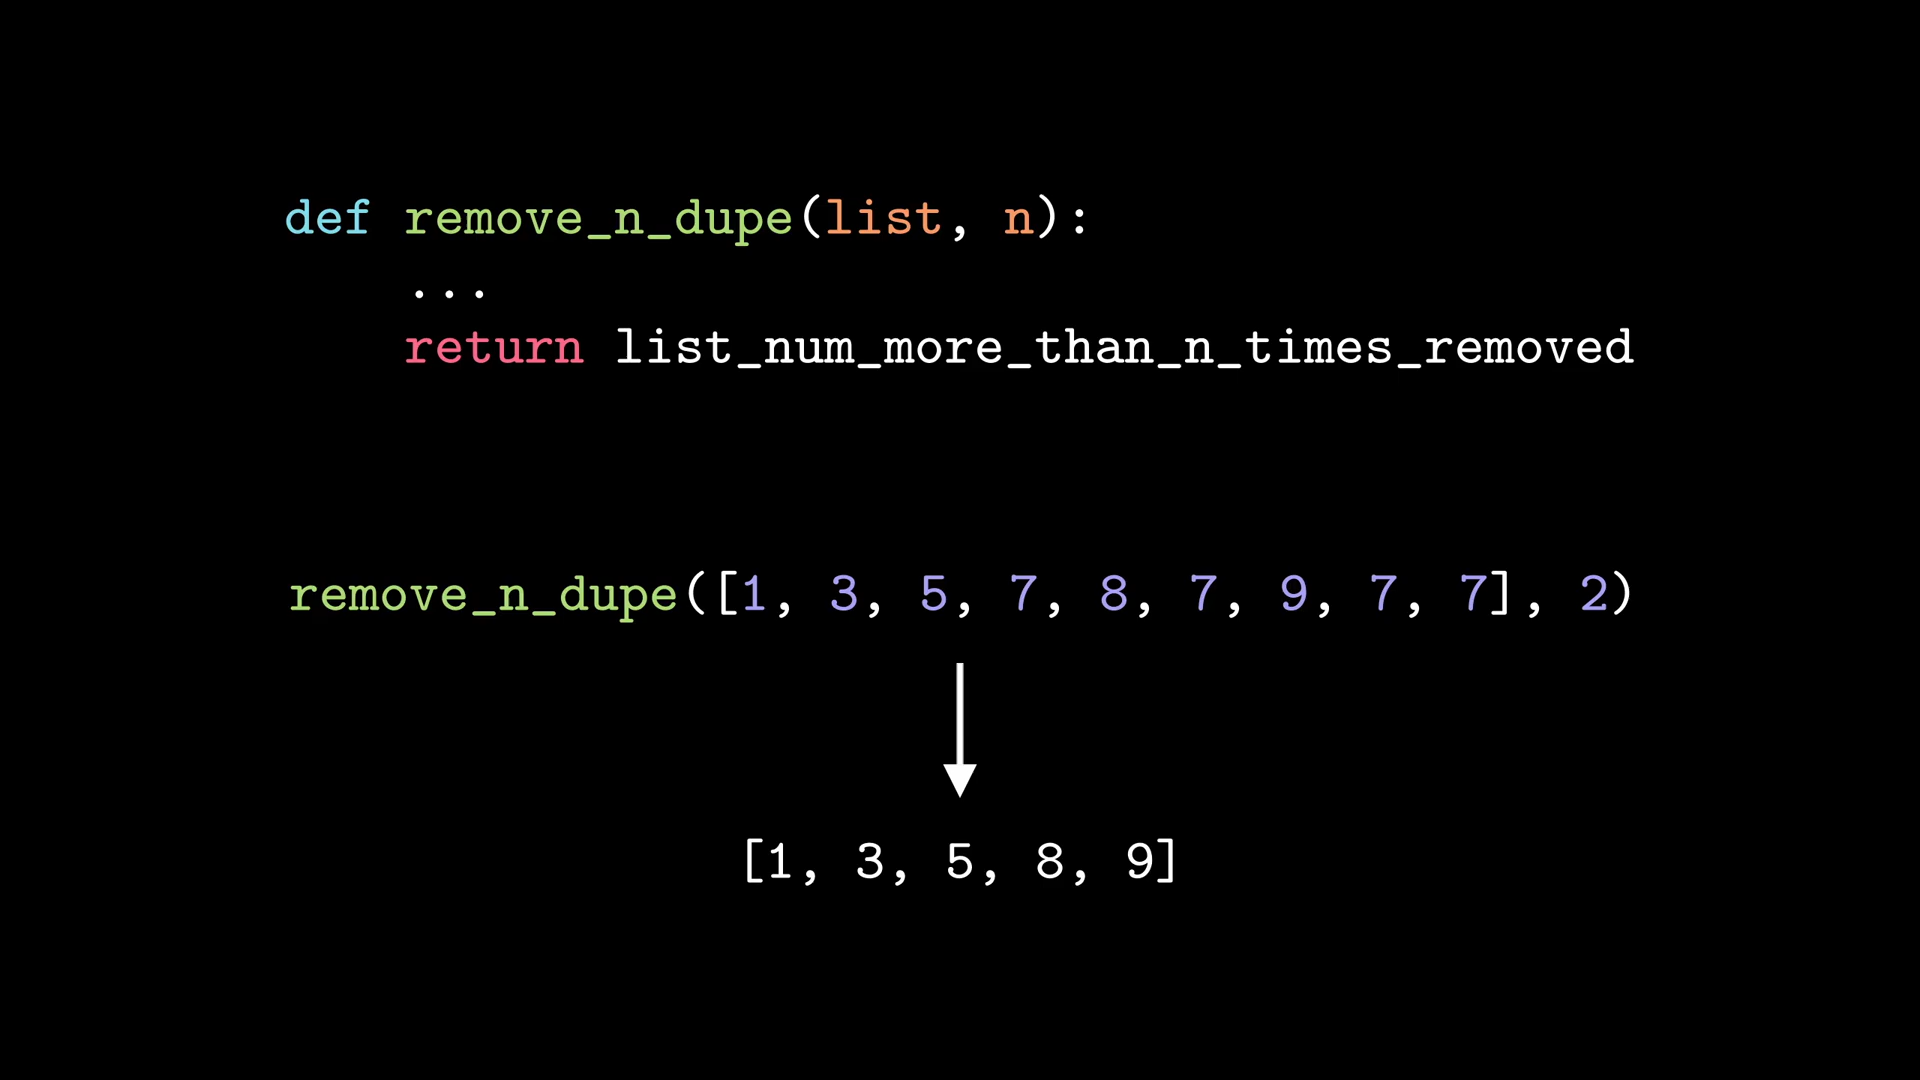 def remove_n_dupe(list, n):
    ...
    return list_num_more_than_n_times_removed
remove_n_dupe([1, 3, 5, 7, 8, 7, 9, 7, 7], 2)
[1, 3, 5, 8, 9]